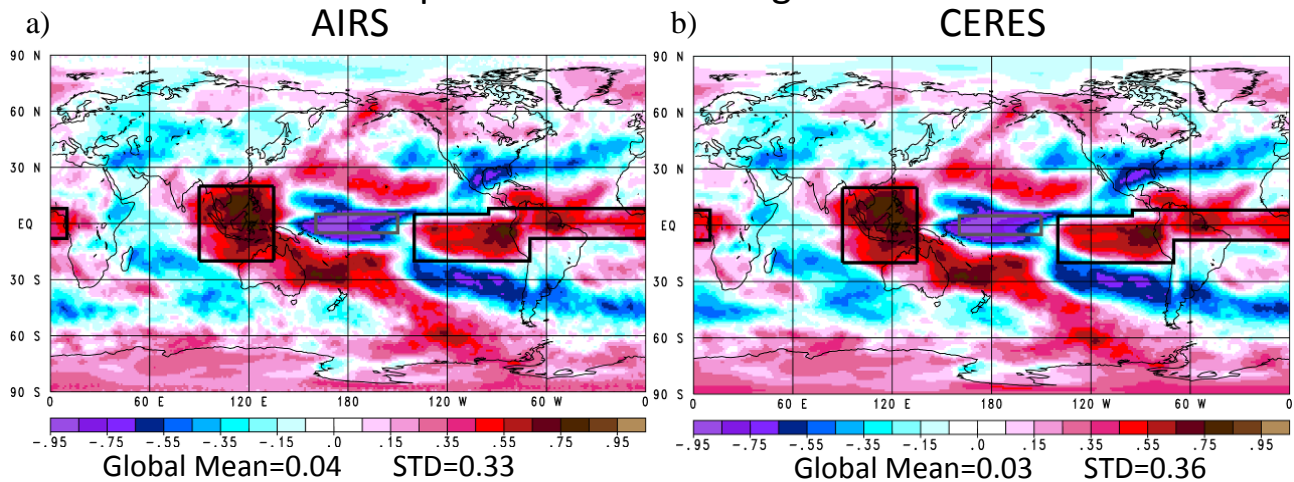 a) AIRS
b) CERES
90 N
60 N
30 N
EQ
30 S
60 S
90 S
0 60 E 120 E 180 120 W 60 W 0
-.95 -.75 -.55 -.35 -.15 .0 .15 .35 .55 .75 .95
Global Mean=0.04 STD=0.33
90 N
60 N
30 N
EQ
30 S
60 S
90 S
0 60 E 120 E 180 120 W 60 W 0
-.95 -.75 -.55 -.35 -.15 .0 .15 .35 .55 .75 .95
Global Mean=0.03 STD=0.36